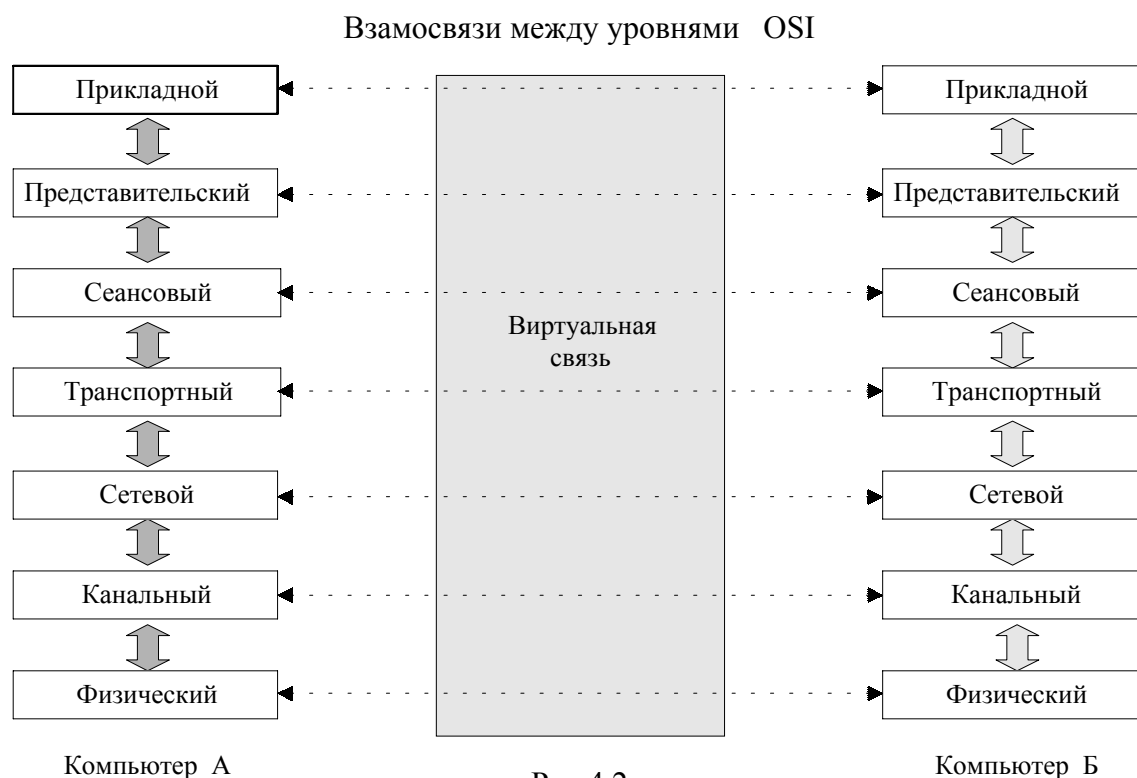 Взамосвязи между уровнями OSI
Прикладной Прикладной
Представительский Представительский
Сеансовый Сеансовый
Виртуальная
связь
Транспортный Транспортный
Сетевой Сетевой
Канальный Канальный
Физический Физический
Компьютер А Компьютер Б